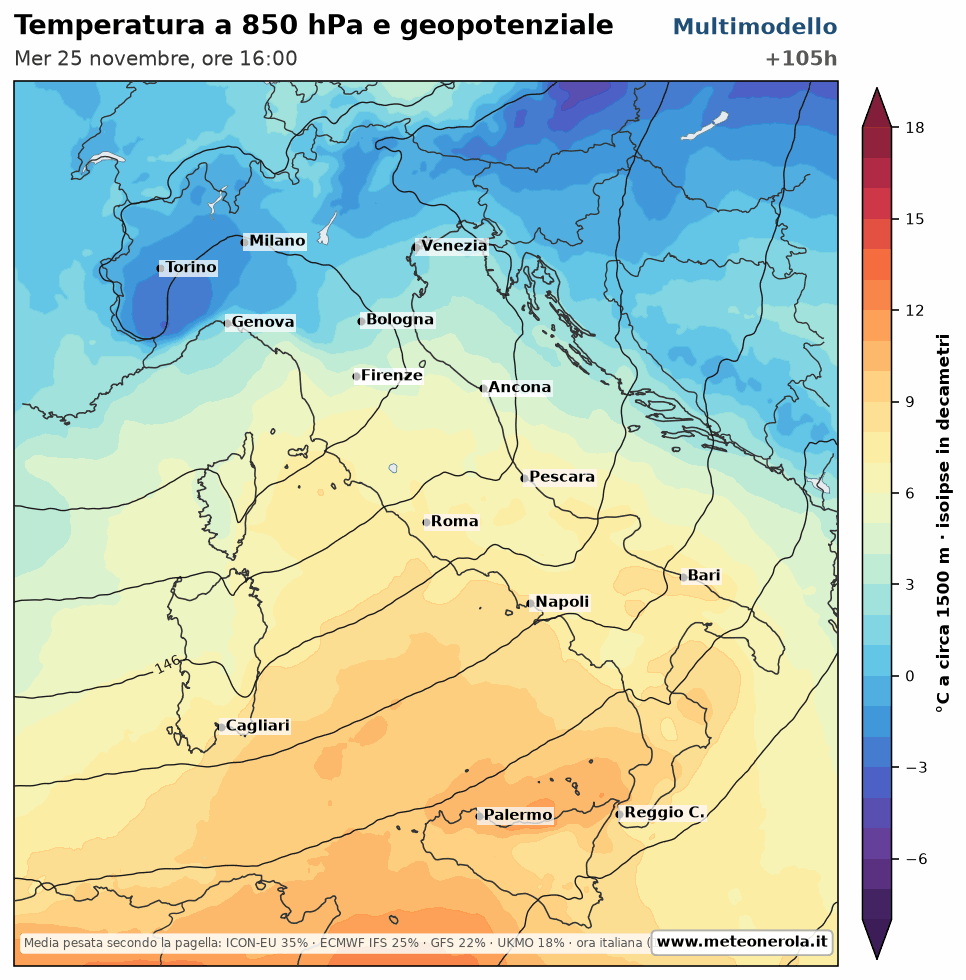 Temperatura a 850 hPa e geopotenziale
Multimodello
Mer 25 novembre, ore 16:00
+105h
Milano
Venezia
Torino
Genova
Bologna
Firenze
Ancona
Pescara
Roma
Bari
Napoli
146
Cagliari
Palermo
Reggio C.
Media pesata secondo la pagella: ICON-EU 35% · ECMWF IFS 25% · GFS 22% · UKMO 18% · ora italiana (
www.meteonerola.it
18
15
12
9
6
3
0
−3
−6
°C a circa 1500 m · isoipse in decametri